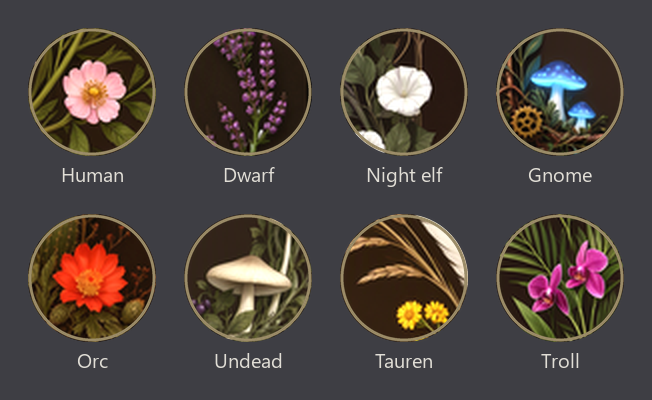 Human
Dwarf
Night elf
Gnome
Orc
Undead
Tauren
Troll